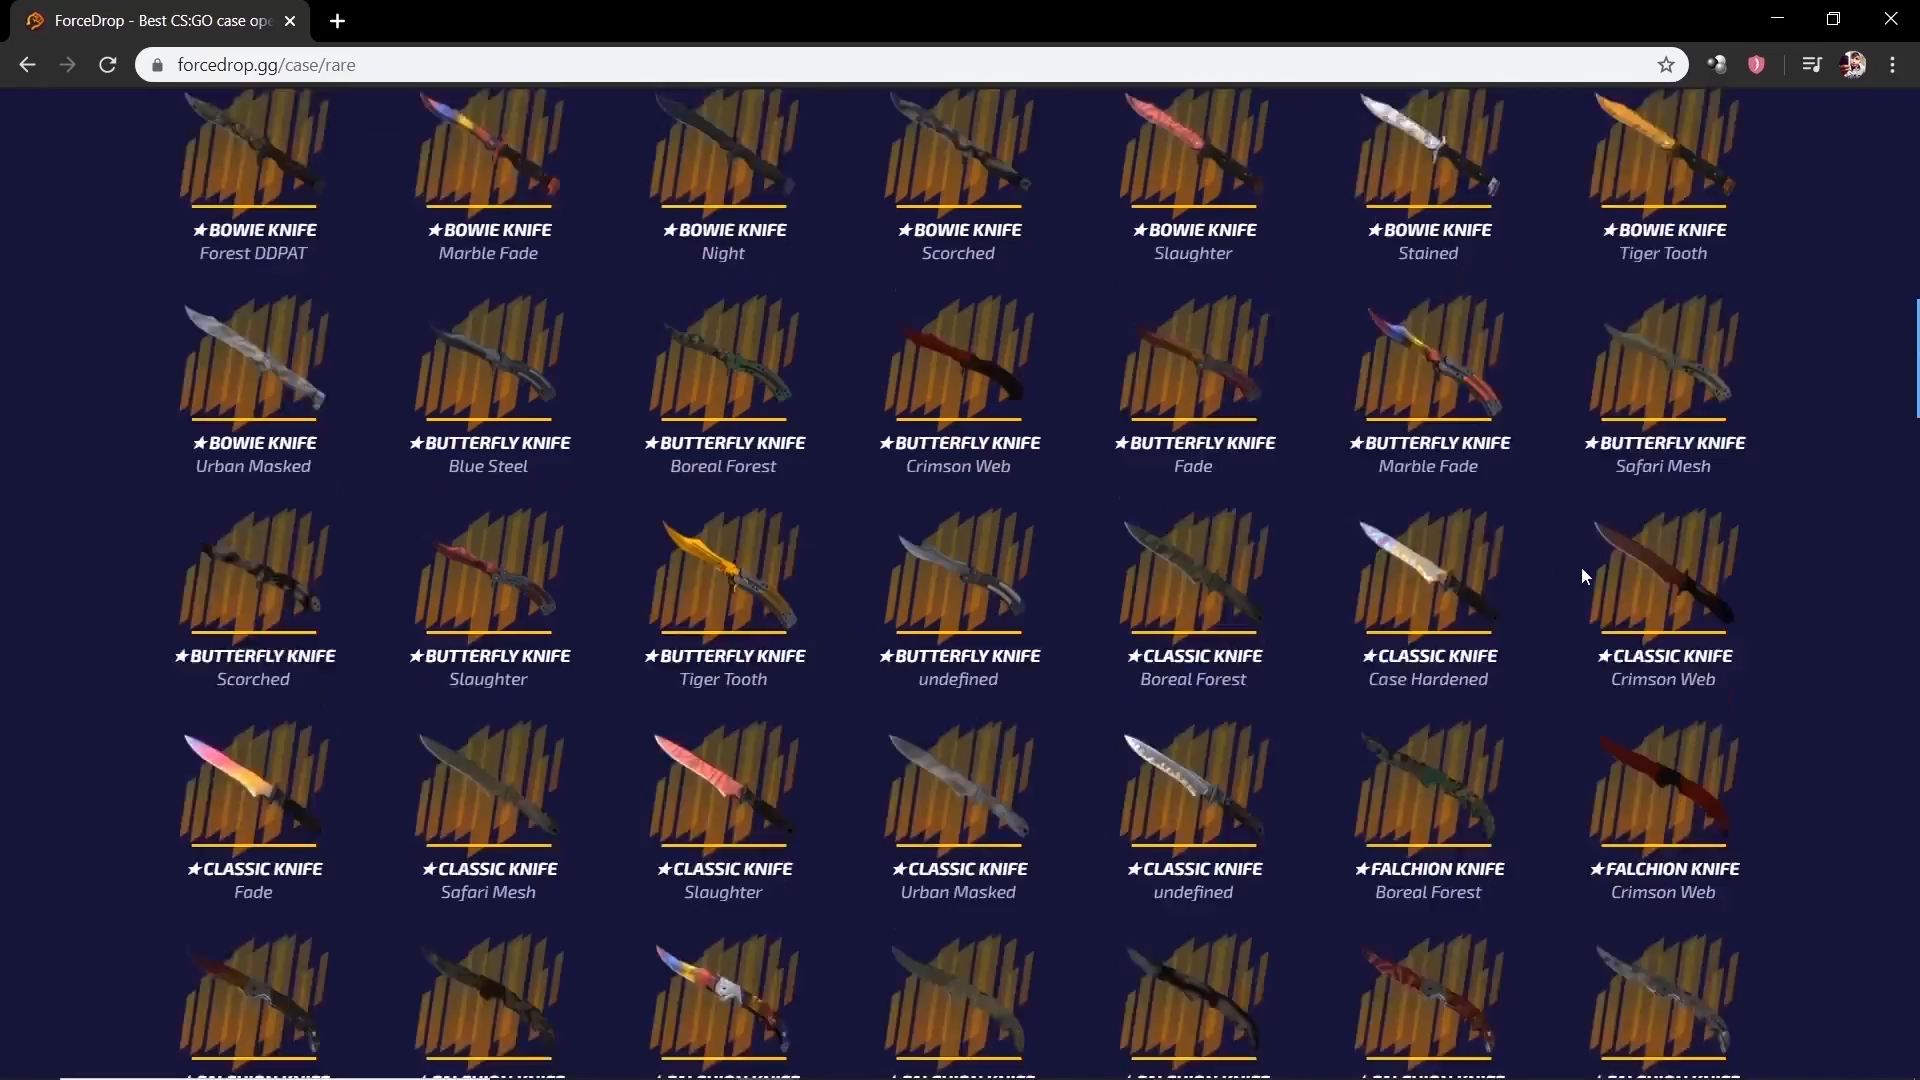 ForceDrop - Best CS:GO case ope
forcedrop.gg/case/rare
★ BOWIE KNIFE
Forest DDPAT
★ BOWIE KNIFE
Marble Fade
★ BOWIE KNIFE
Night
★ BOWIE KNIFE
Scorched
★ BOWIE KNIFE
Slaughter
★ BOWIE KNIFE
Stained
★ BOWIE KNIFE
Tiger Tooth
★ BOWIE KNIFE
Urban Masked
★ BUTTERFLY KNIFE
Blue Steel
★ BUTTERFLY KNIFE
Boreal Forest
★ BUTTERFLY KNIFE
Crimson Web
★ BUTTERFLY KNIFE
Fade
★ BUTTERFLY KNIFE
Marble Fade
★ BUTTERFLY KNIFE
Safari Mesh
★ BUTTERFLY KNIFE
Scorched
★ BUTTERFLY KNIFE
Slaughter
★ BUTTERFLY KNIFE
Tiger Tooth
★ BUTTERFLY KNIFE
undefined
★ CLASSIC KNIFE
Boreal Forest
★ CLASSIC KNIFE
Case Hardened
★ CLASSIC KNIFE
Crimson Web
★ CLASSIC KNIFE
Fade
★ CLASSIC KNIFE
Safari Mesh
★ CLASSIC KNIFE
Slaughter
★ CLASSIC KNIFE
Urban Masked
★ CLASSIC KNIFE
undefined
★ FALCHION KNIFE
Boreal Forest
★ FALCHION KNIFE
Crimson Web